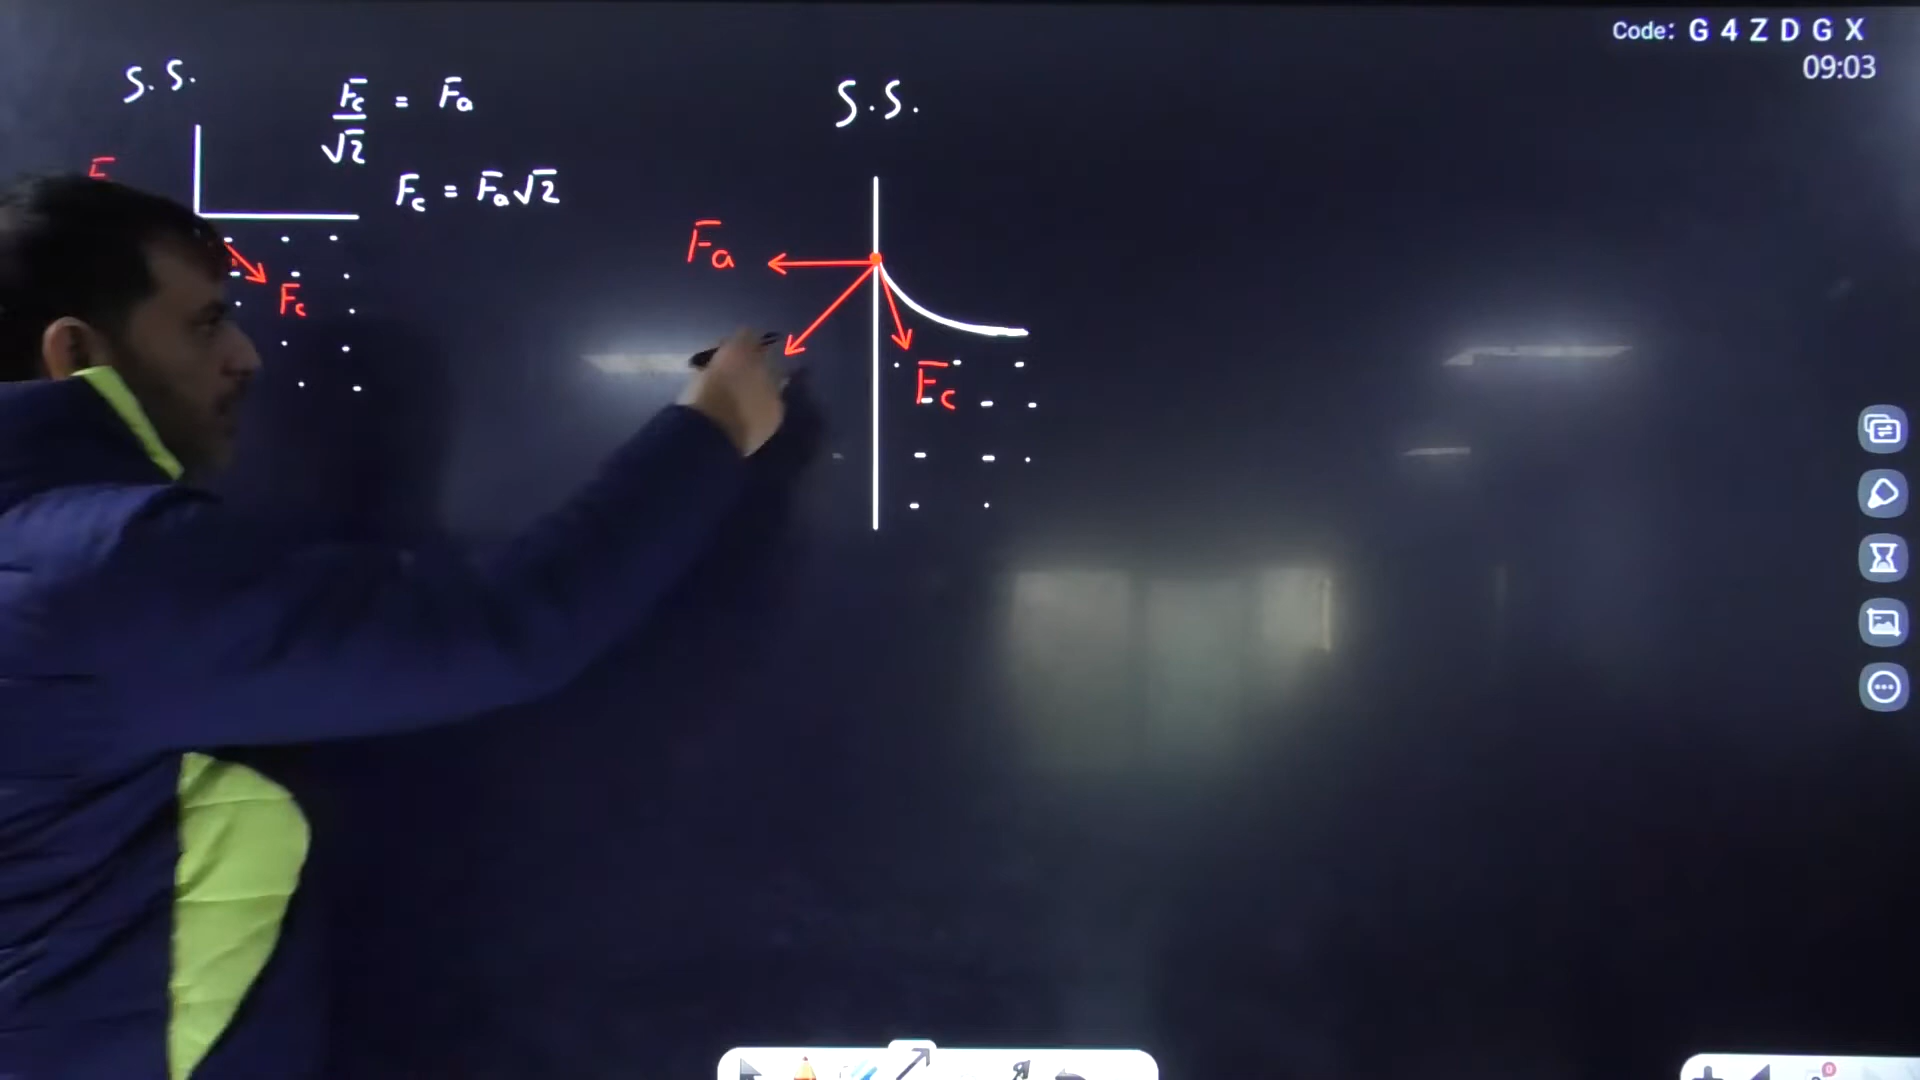 Code: G 4 Z D G X
09:03
S.S.
Fc/√2 = Fa
Fc = Fa√2
F
Fc
S.S.
Fa
Fc